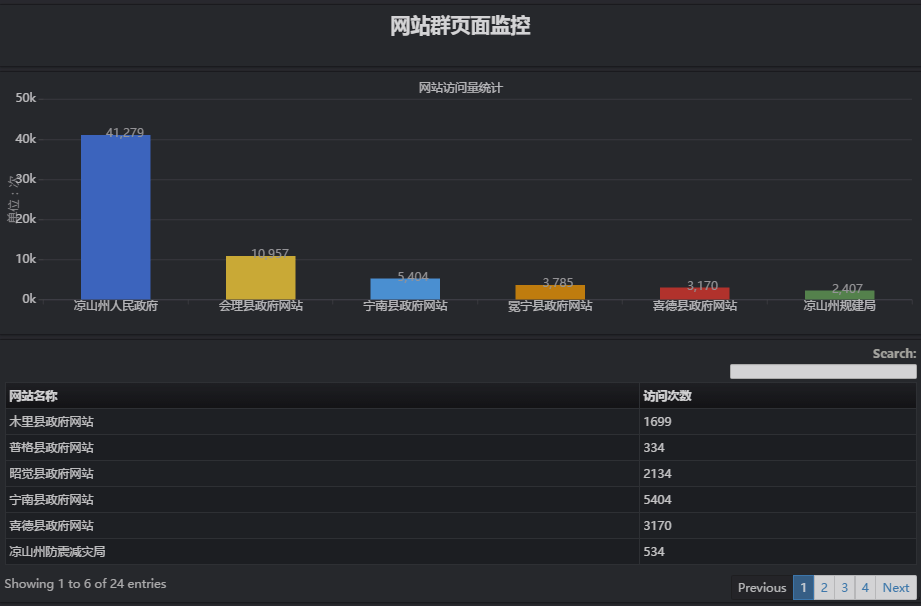 网站群页面监控
网站访问量统计
50k
40k
30k
20k
10k
0k
单位：次
41,279
10,957
5,404
3,785
3,170
2,407
凉山州人民政府
会理县政府网站
宁南县政府网站
冕宁县政府网站
喜德县政府网站
凉山州规建局
Search:
网站名称 访问次数
木里县政府网站 1699
普格县政府网站 334
昭觉县政府网站 2134
宁南县政府网站 5404
喜德县政府网站 3170
凉山州防震减灾局 534
Showing 1 to 6 of 24 entries
Previous 1 2 3 4 Next